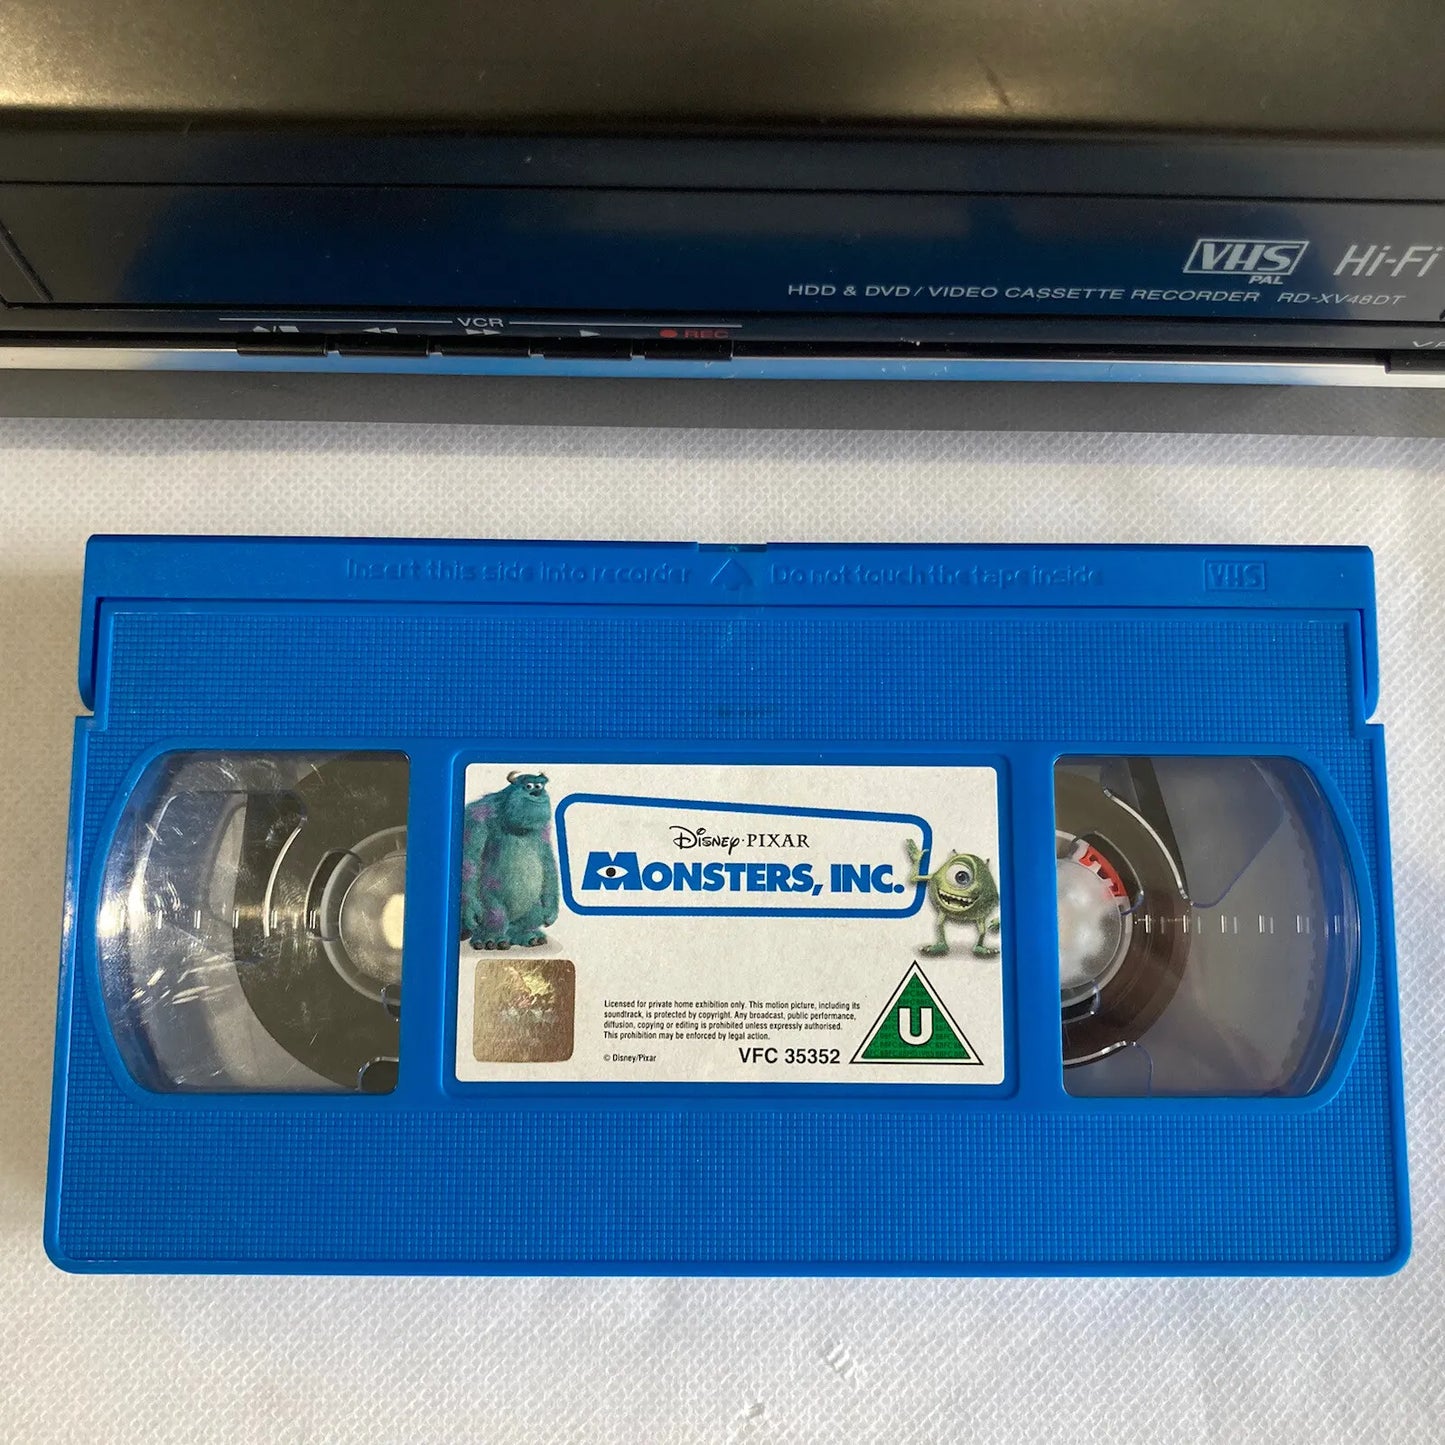 VHS Hi-Fi
PAL
HDD & DVD / VIDEO CASSETTE RECORDER RD-XV48DT
VCR
REC
Insert this side into recorder Do not touch the tape inside VHS
Disney · PIXAR
MONSTERS, INC.
Licensed for private home exhibition only. This motion picture, including its
soundtrack, is protected by copyright. Any broadcast, public performance,
diffusion, copying or editing is prohibited unless expressly authorised.
This prohibition may be enforced by legal action.
© Disney/Pixar VFC 35352
U